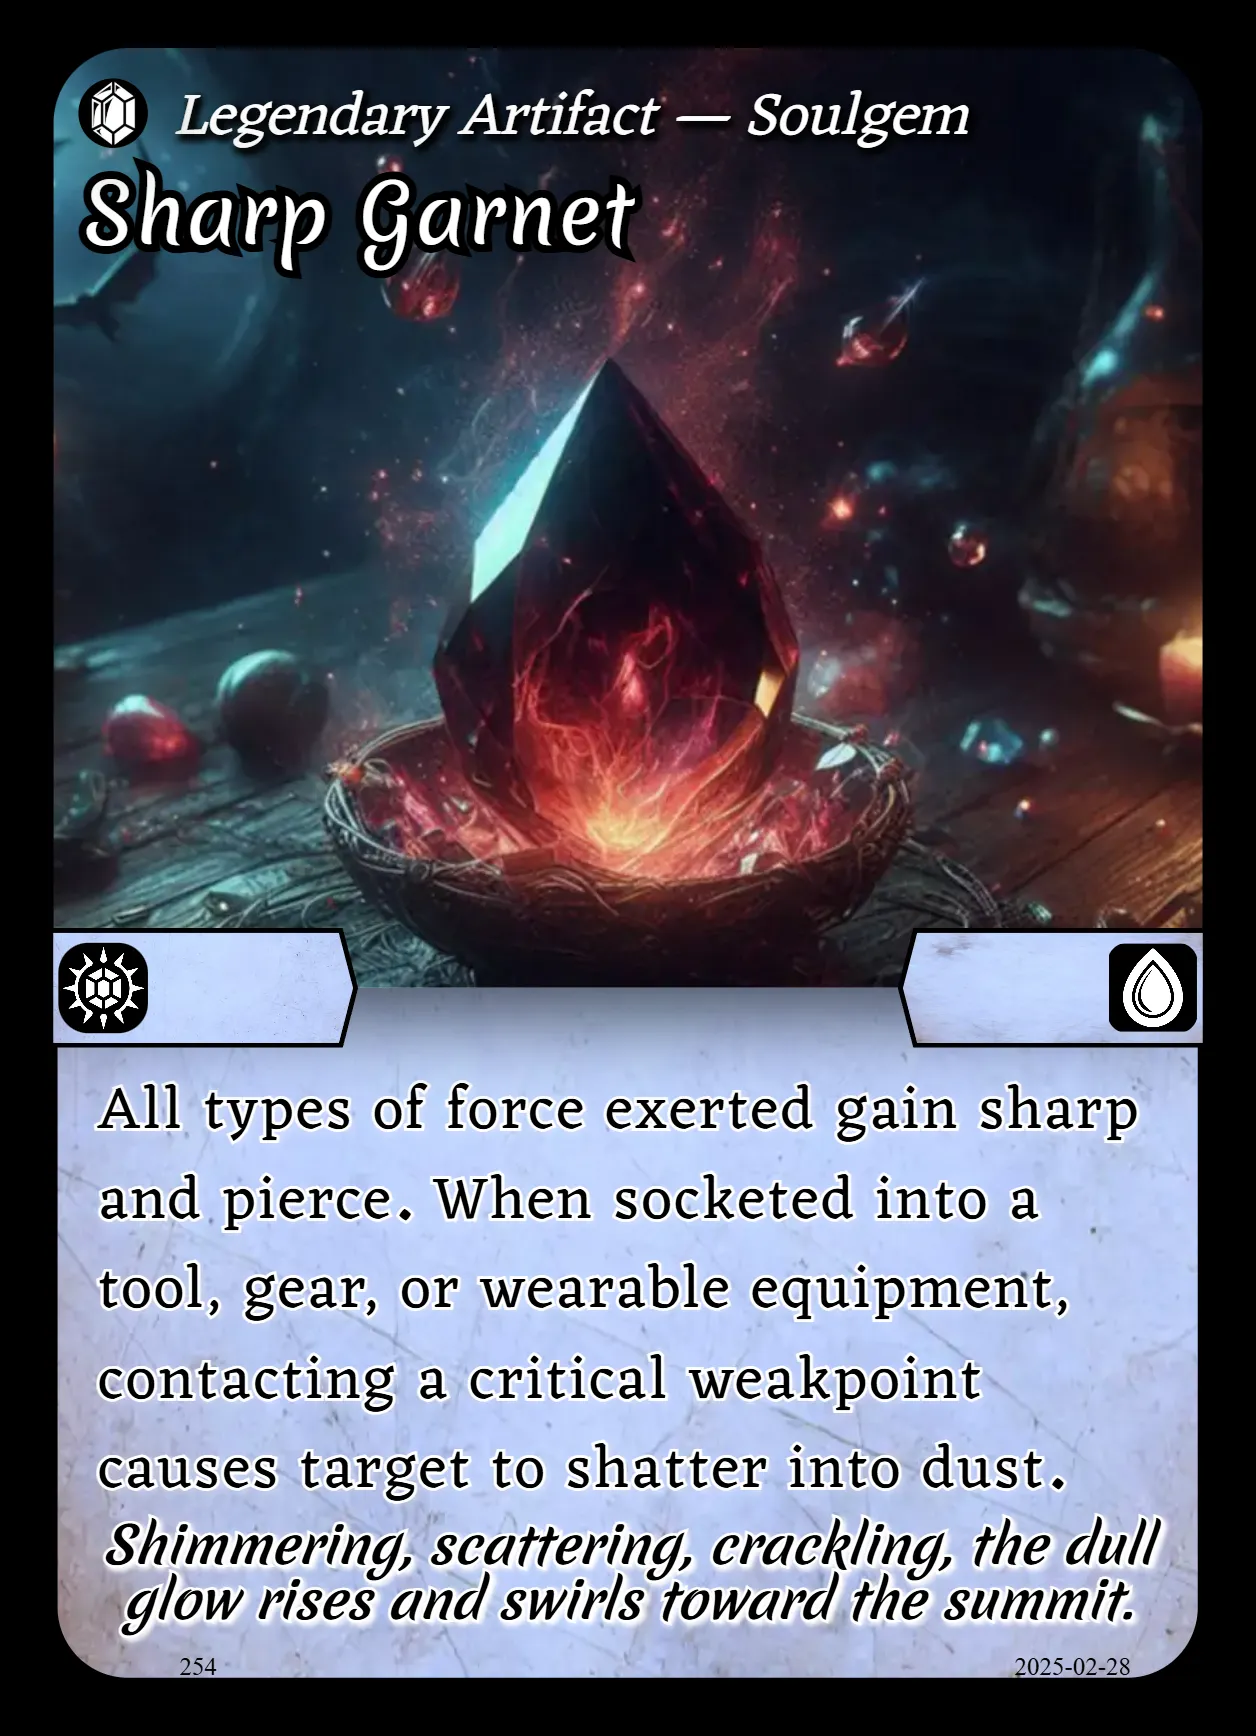 Legendary Artifact — Soulgem
Sharp Garnet
All types of force exerted gain sharp
and pierce. When socketed into a
tool, gear, or wearable equipment,
contacting a critical weakpoint
causes target to shatter into dust.
Shimmering, scattering, crackling, the dull
glow rises and swirls toward the summit.
254
2025-02-28